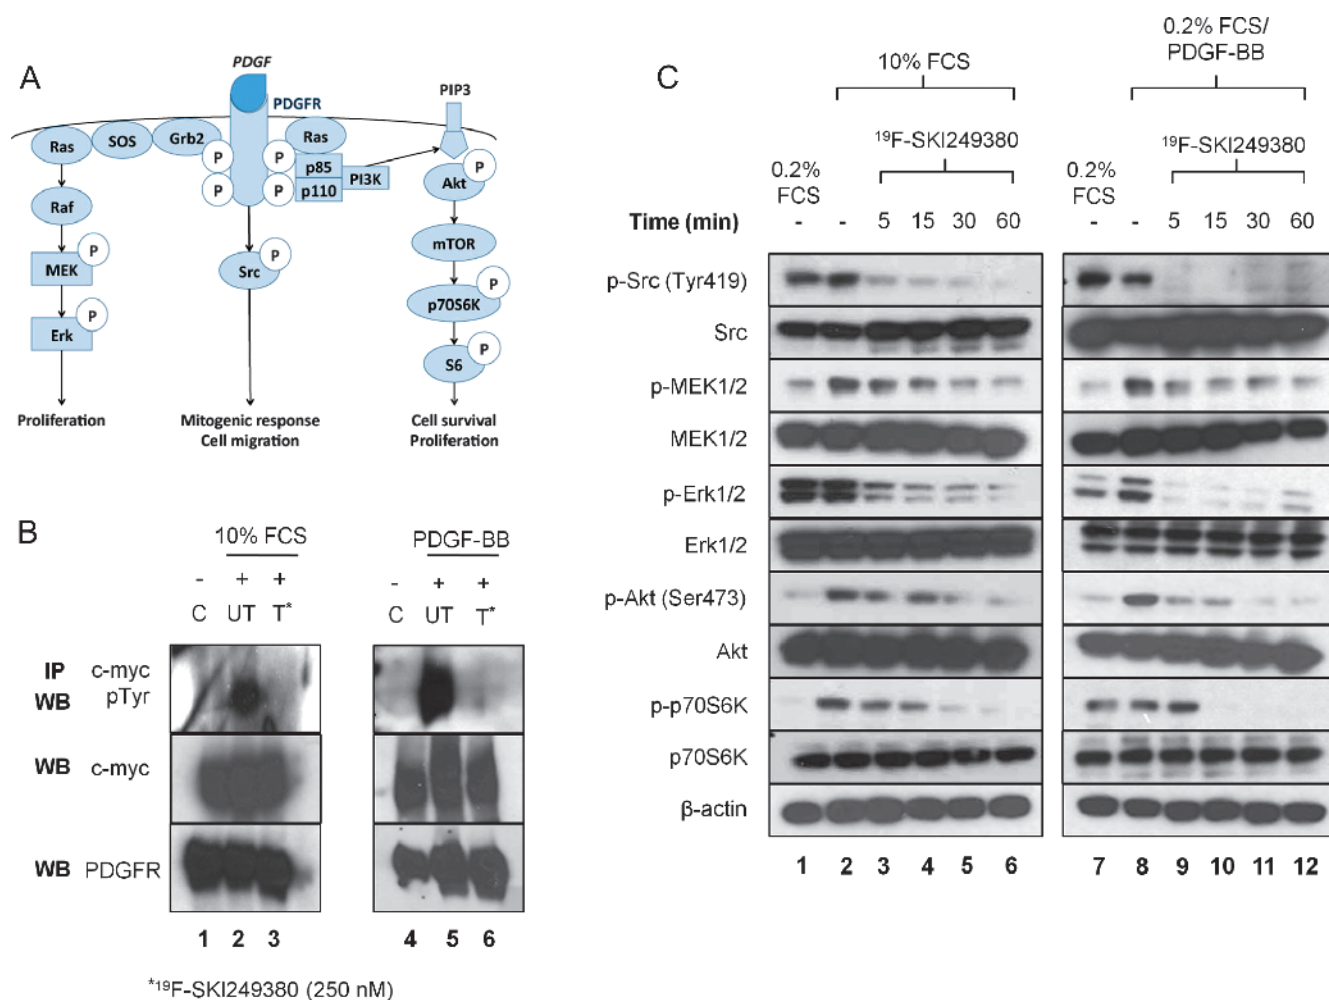 A
PDGF
PDGFR
PIP3
Ras
SOS
Grb2
P
P
P
P
Ras
p85
p110
PI3K
P
Akt
Raf
mTOR
P
MEK
P
Src
P
p70S6K
P
Erk
P
S6
Proliferation
Mitogenic response
Cell migration
Cell survival
Proliferation
B
10% FCS
PDGF-BB
- + +
- + +
C UT T*
C UT T*
IP c-myc
WB pTyr
WB c-myc
WB PDGFR
1 2 3
4 5 6
*19F-SKI249380 (250 nM)
C
10% FCS
0.2% FCS/
PDGF-BB
19F-SKI249380
19F-SKI249380
0.2%
FCS
0.2%
FCS
Time (min) - - 5 15 30 60
- - 5 15 30 60
p-Src (Tyr419)
Src
p-MEK1/2
MEK1/2
p-Erk1/2
Erk1/2
p-Akt (Ser473)
Akt
p-p70S6K
p70S6K
β-actin
1 2 3 4 5 6
7 8 9 10 11 12